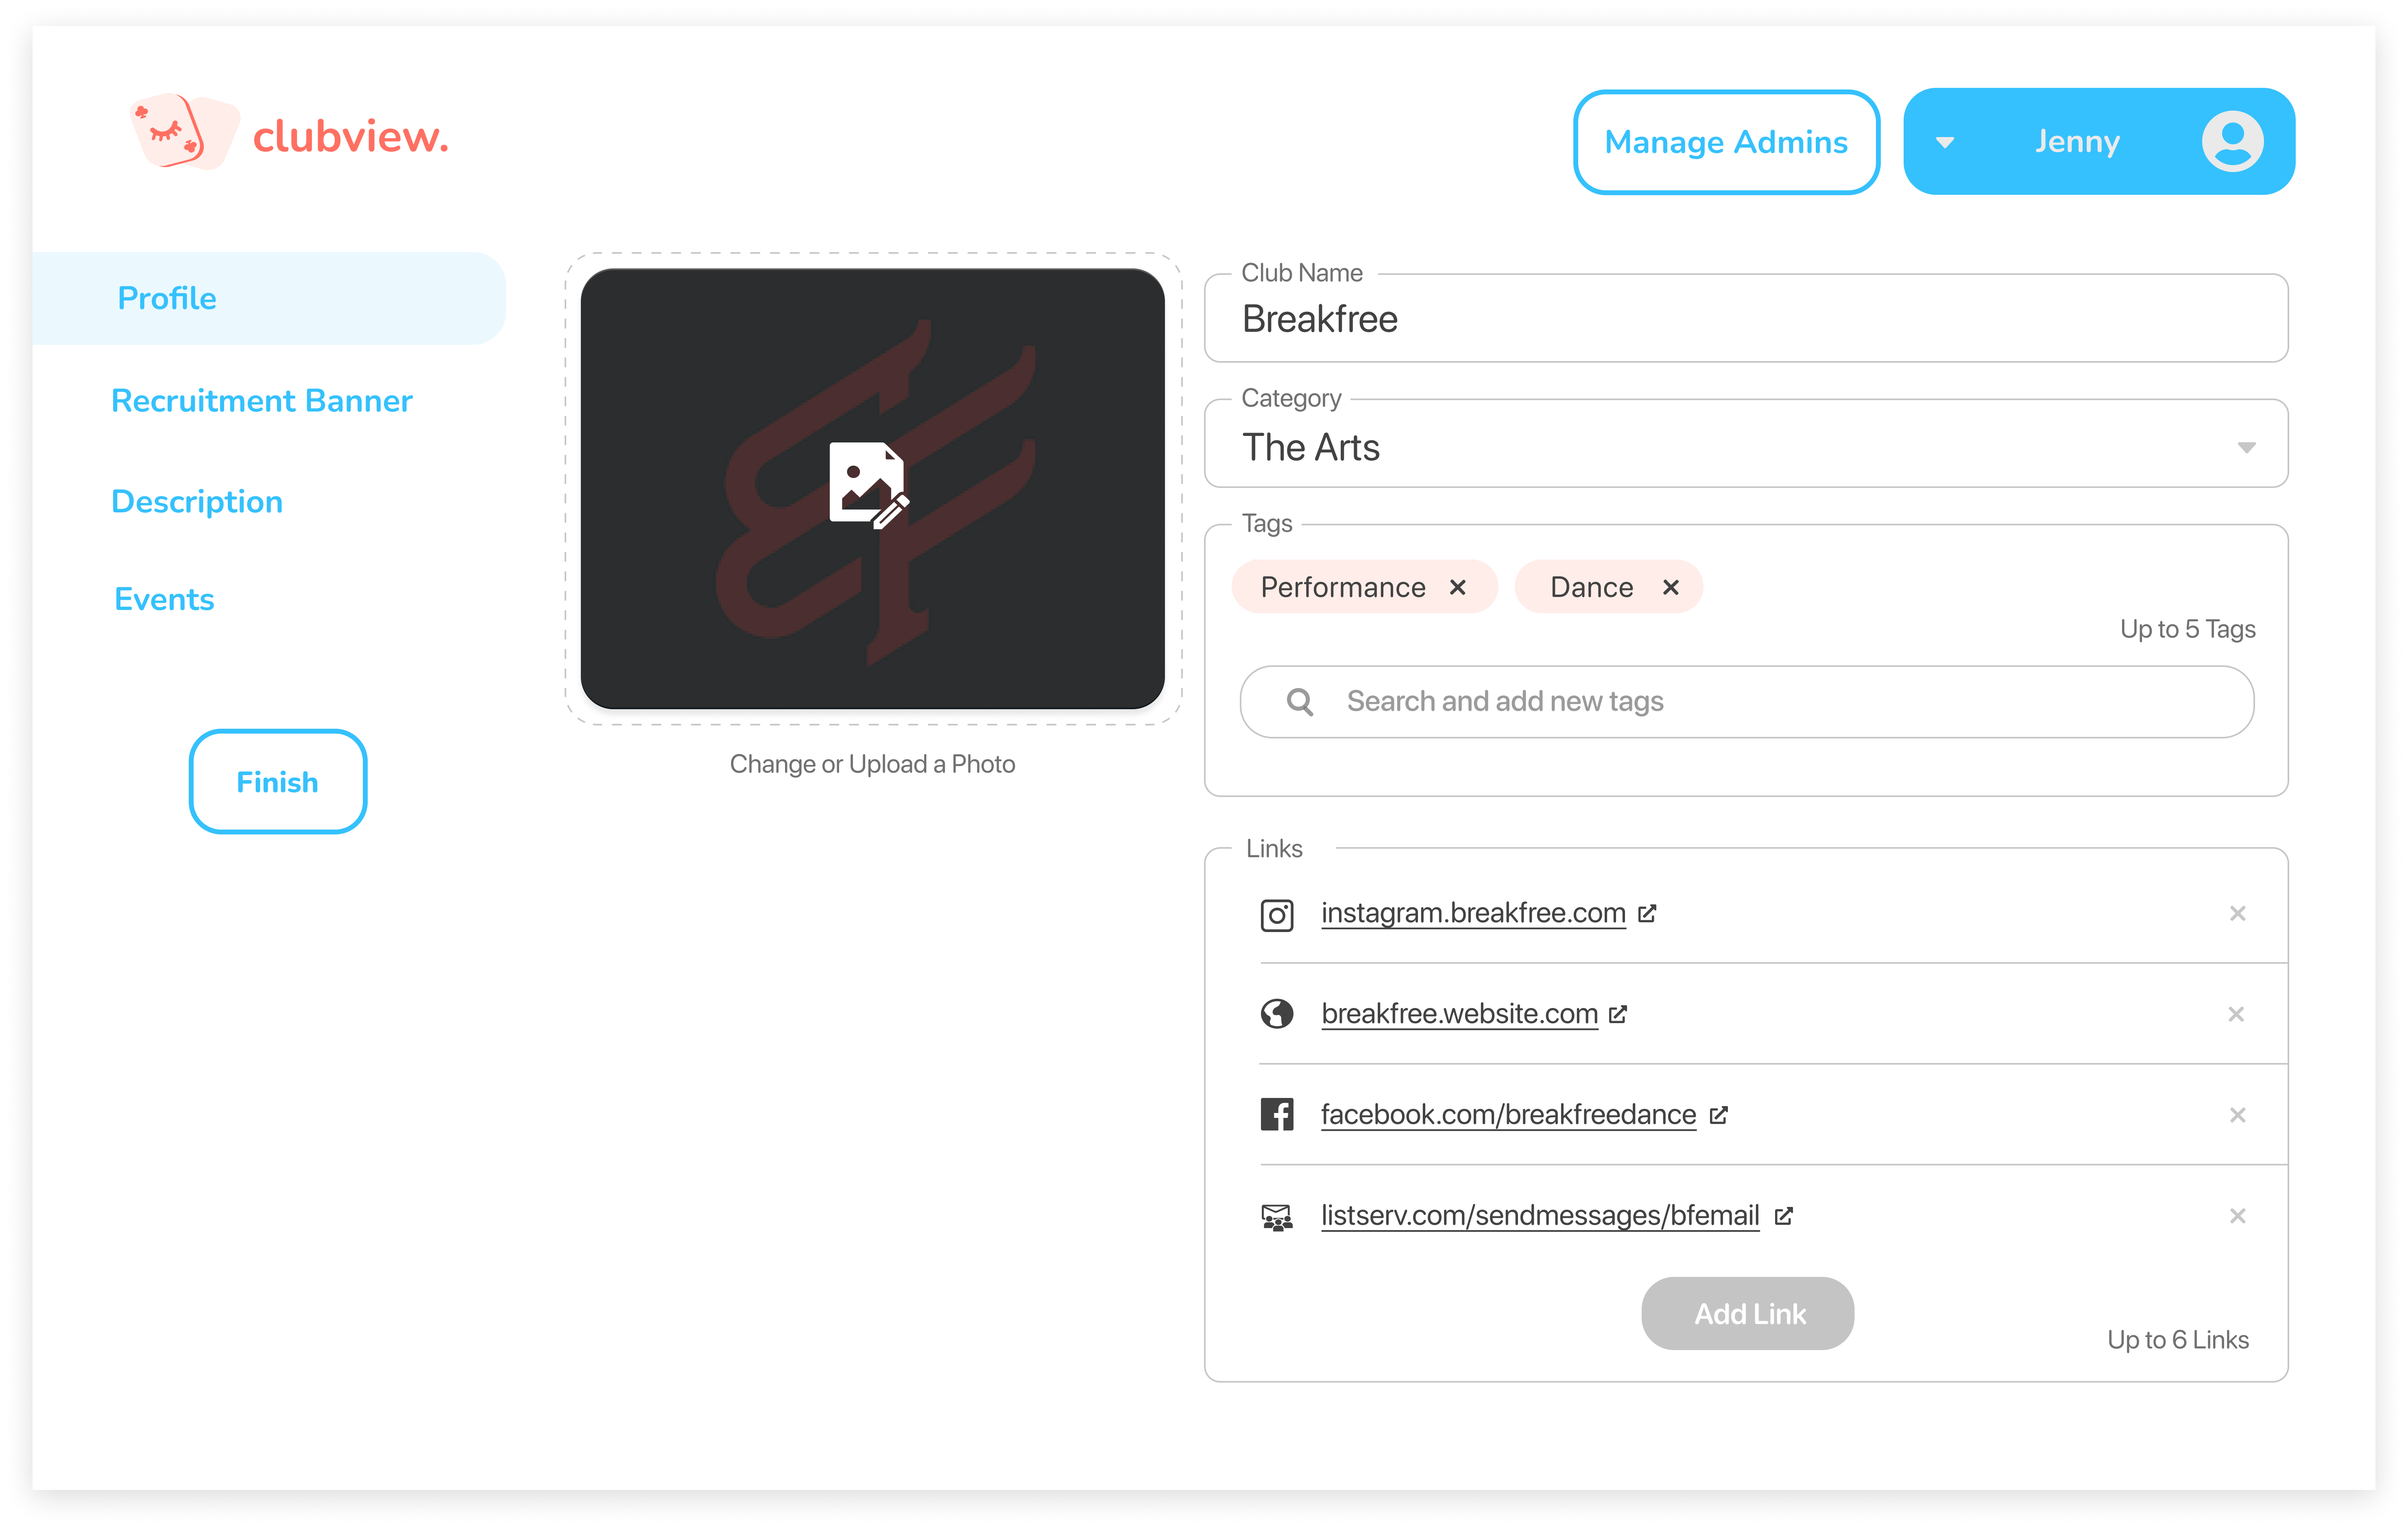 clubview.
Manage Admins
Jenny
Profile
Recruitment Banner
Description
Events
Finish
Change or Upload a Photo
Club Name
Breakfree
Category
The Arts
Tags
Performance
Dance
Up to 5 Tags
Search and add new tags
Links
instagram.breakfree.com
breakfree.website.com
facebook.com/breakfreedance
listserv.com/sendmessages/bfemail
Add Link
Up to 6 Links